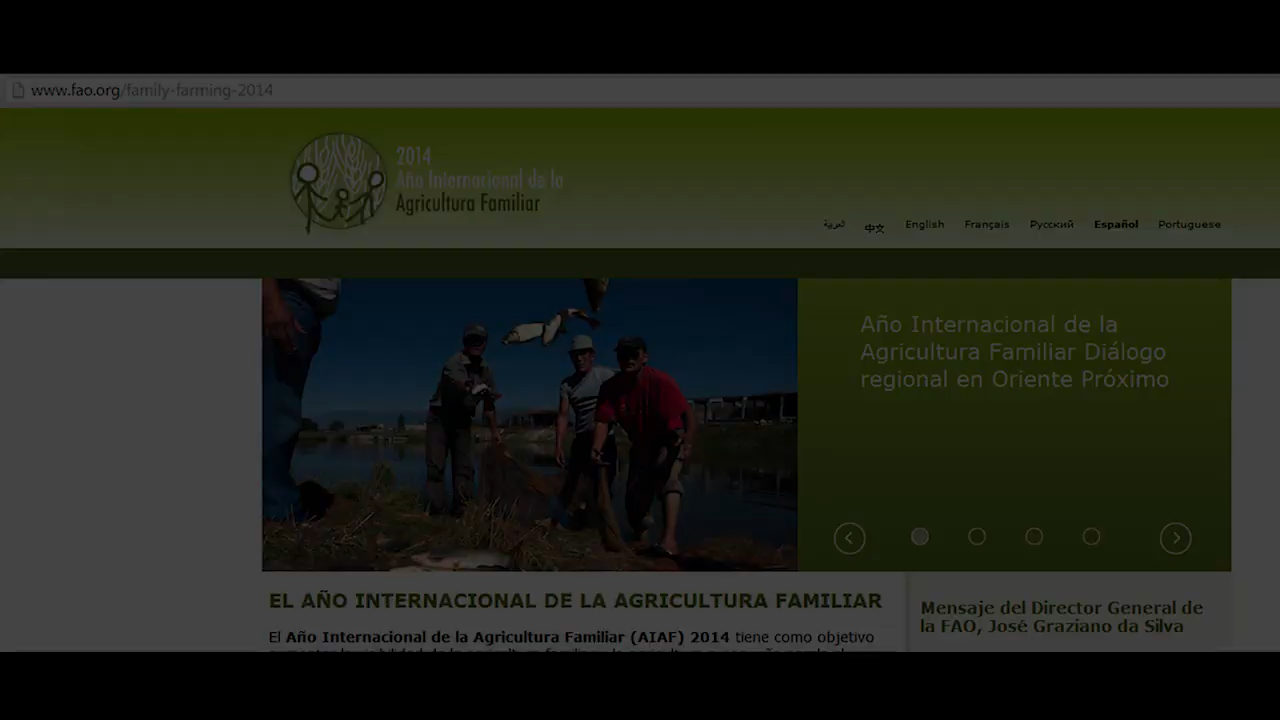 www.fao.org/family-farming-2014
2014
Año Internacional de la
Agricultura Familiar
العربية
中文
English
Français
Русский
Español
Portuguese
Año Internacional de la
Agricultura Familiar Diálogo
regional en Oriente Próximo
EL AÑO INTERNACIONAL DE LA AGRICULTURA FAMILIAR
El Año Internacional de la Agricultura Familiar (AIAF) 2014 tiene como objetivo
Mensaje del Director General de
la FAO, José Graziano da Silva